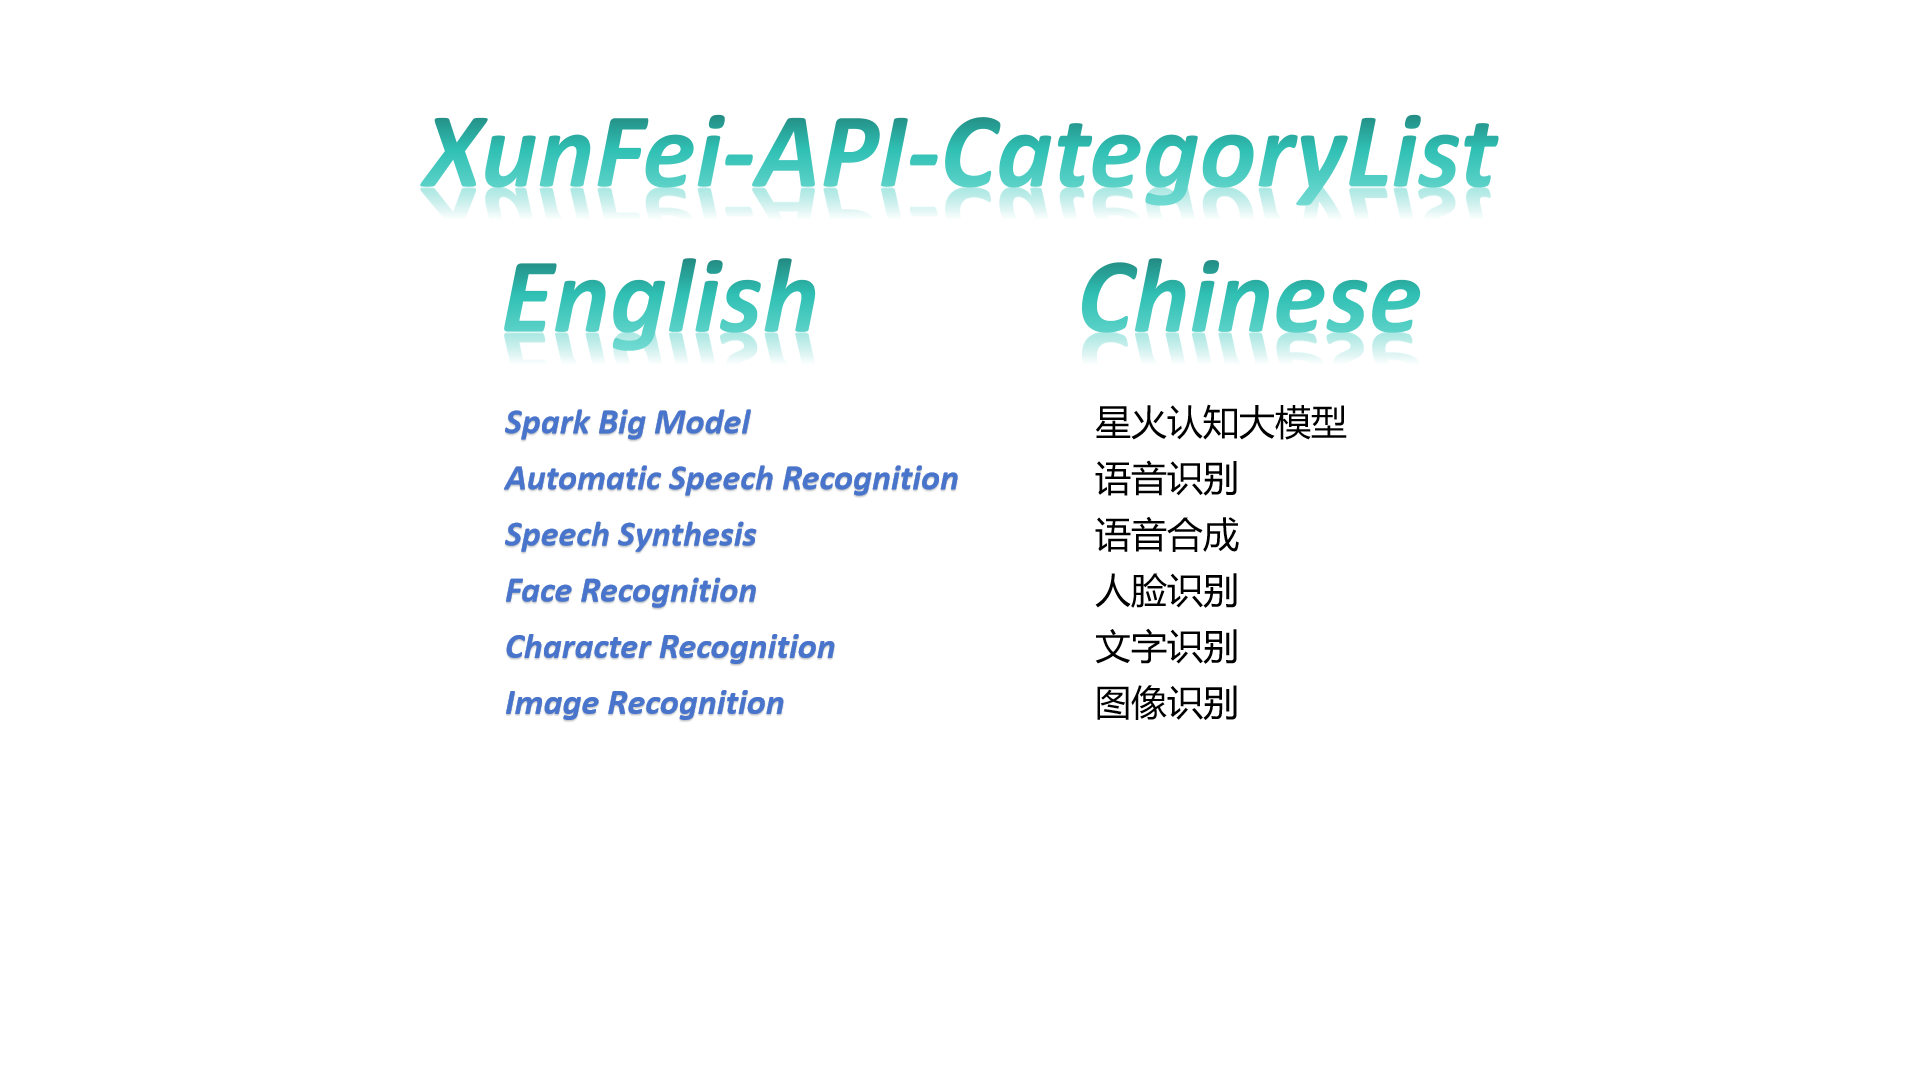 XunFei-API-CategoryList
English Chinese
Spark Big Model 星火认知大模型
Automatic Speech Recognition 语音识别
Speech Synthesis 语音合成
Face Recognition 人脸识别
Character Recognition 文字识别
Image Recognition 图像识别